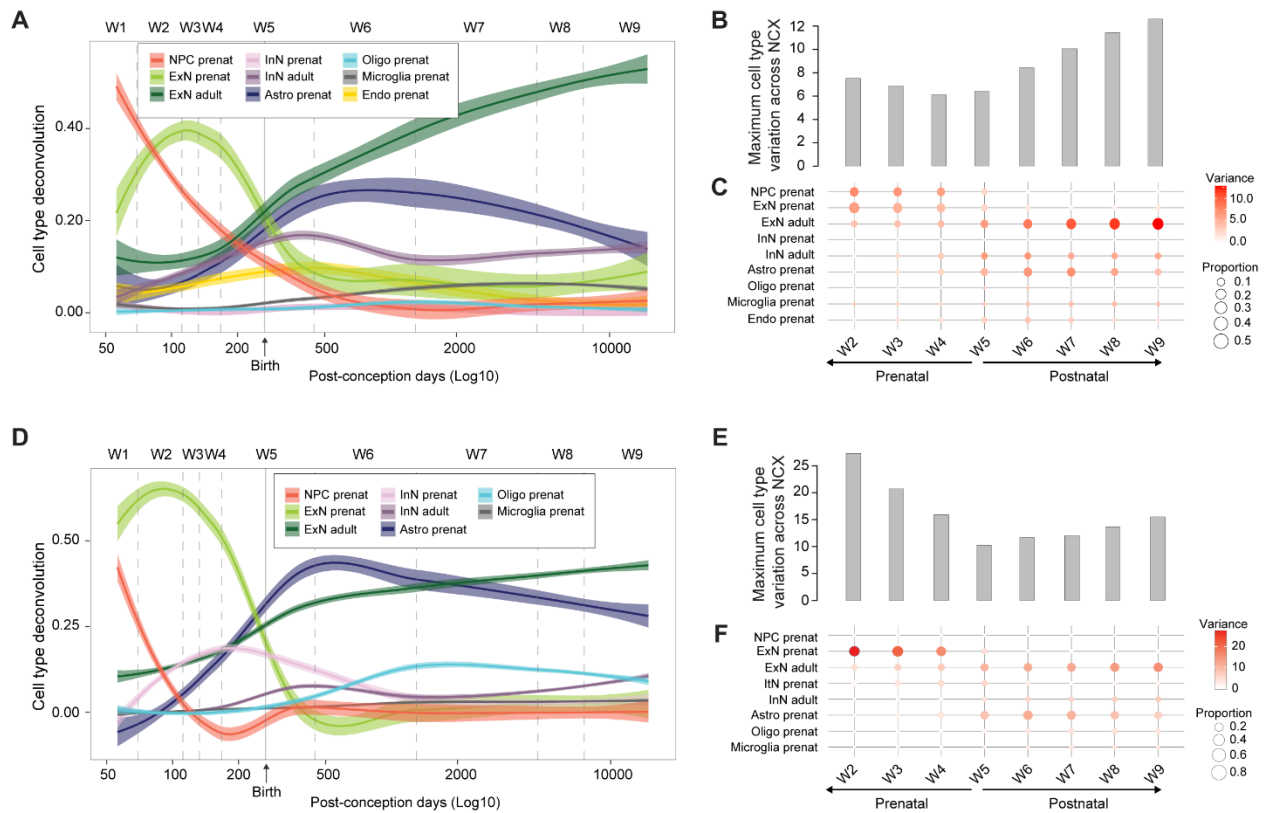 A
W1 W2 W3 W4 W5 W6 W7 W8 W9
NPC prenat InN prenat Oligo prenat
ExN prenat InN adult Microglia prenat
ExN adult Astro prenat Endo prenat
Cell type deconvolution
0.40
0.20
0.00
50 100 200 500 2000 10000
Birth
Post-conception days (Log10)
B
Maximum cell type
variation across NCX
12
10
8
6
4
2
0
C
NPC prenat
ExN prenat
ExN adult
InN prenat
InN adult
Astro prenat
Oligo prenat
Microglia prenat
Endo prenat
W2 W3 W4 W5 W6 W7 W8 W9
Prenatal Postnatal
Variance
10.0
5.0
0.0
Proportion
0.1
0.2
0.3
0.4
0.5
D
W1 W2 W3 W4 W5 W6 W7 W8 W9
NPC prenat InN prenat Oligo prenat
ExN prenat InN adult Microglia prenat
ExN adult Astro prenat
Cell type deconvolution
0.50
0.25
0.00
50 100 200 500 2000 10000
Birth
Post-conception days (Log10)
E
Maximum cell type
variation across NCX
25
20
15
10
5
0
F
NPC prenat
ExN prenat
ExN adult
ItN prenat
InN adult
Astro prenat
Oligo prenat
Microglia prenat
W2 W3 W4 W5 W6 W7 W8 W9
Prenatal Postnatal
Variance
20
10
0
Proportion
0.2
0.4
0.6
0.8